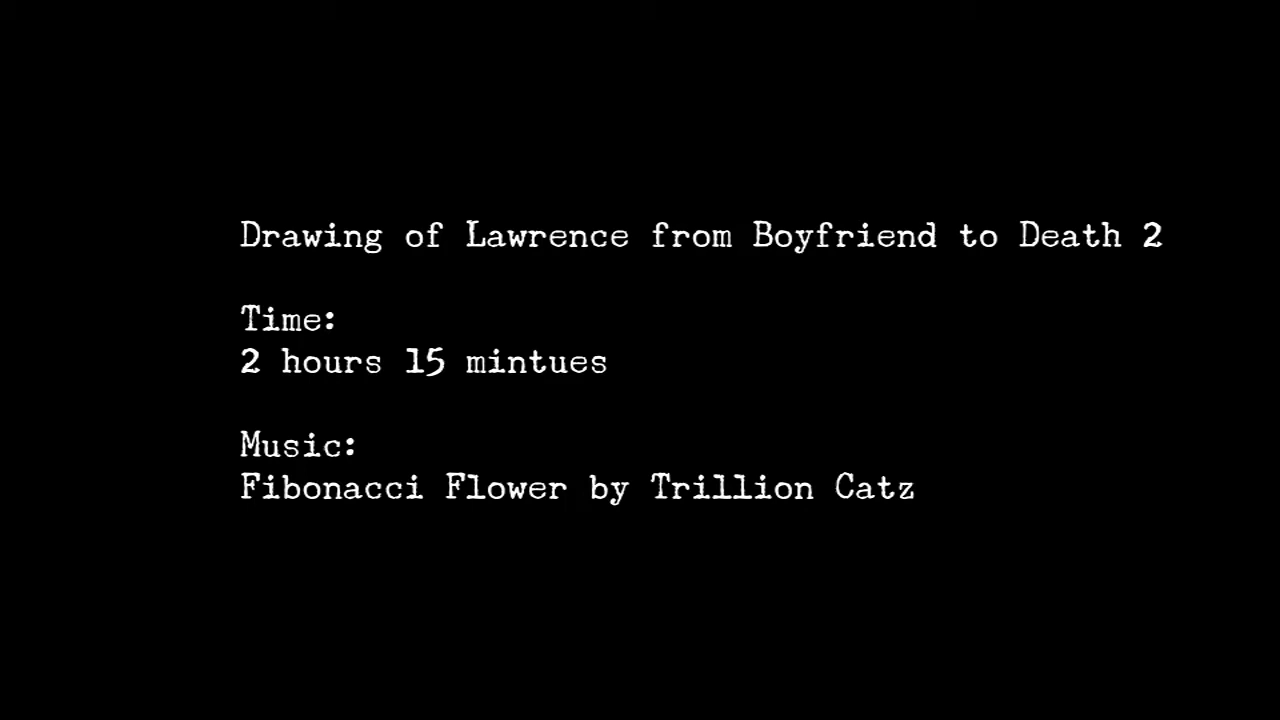 Drawing of Lawrence from Boyfriend to Death 2
Time:
2 hours 15 mintues
Music:
Fibonacci Flower by Trillion Catz